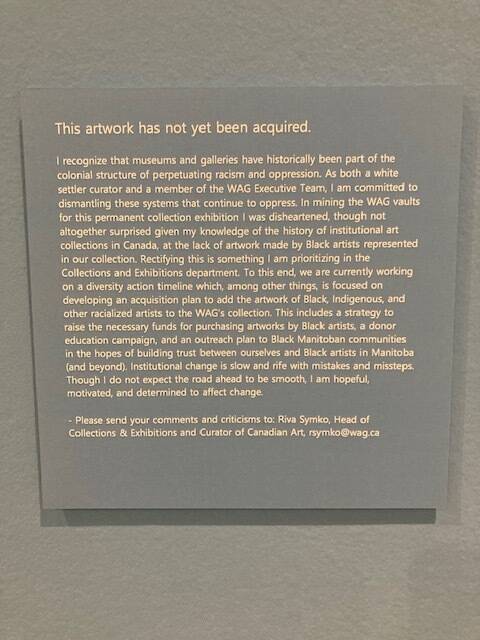 This artwork has not yet been acquired.
I recognize that museums and galleries have historically been part of the
colonial structure of perpetuating racism and oppression. As both a white
settler curator and a member of the WAG Executive Team, I am committed to
dismantling these systems that continue to oppress. In mining the WAG vaults
for this permanent collection exhibition I was disheartened, though not
altogether surprised given my knowledge of the history of institutional art
collections in Canada, at the lack of artwork made by Black artists represented
in our collection. Rectifying this is something I am prioritizing in the
Collections and Exhibitions department. To this end, we are currently working
on a diversity action timeline which, among other things, is focused on
developing an acquisition plan to add the artwork of Black, Indigenous, and
other racialized artists to the WAG's collection. This includes a strategy to
raise the necessary funds for purchasing artworks by Black artists, a donor
education campaign, and an outreach plan to Black Manitoban communities
in the hopes of building trust between ourselves and Black artists in Manitoba
(and beyond). Institutional change is slow and rife with mistakes and missteps.
Though I do not expect the road ahead to be smooth, I am hopeful,
motivated, and determined to affect change.
- Please send your comments and criticisms to: Riva Symko, Head of
Collections & Exhibitions and Curator of Canadian Art, rsymko@wag.ca